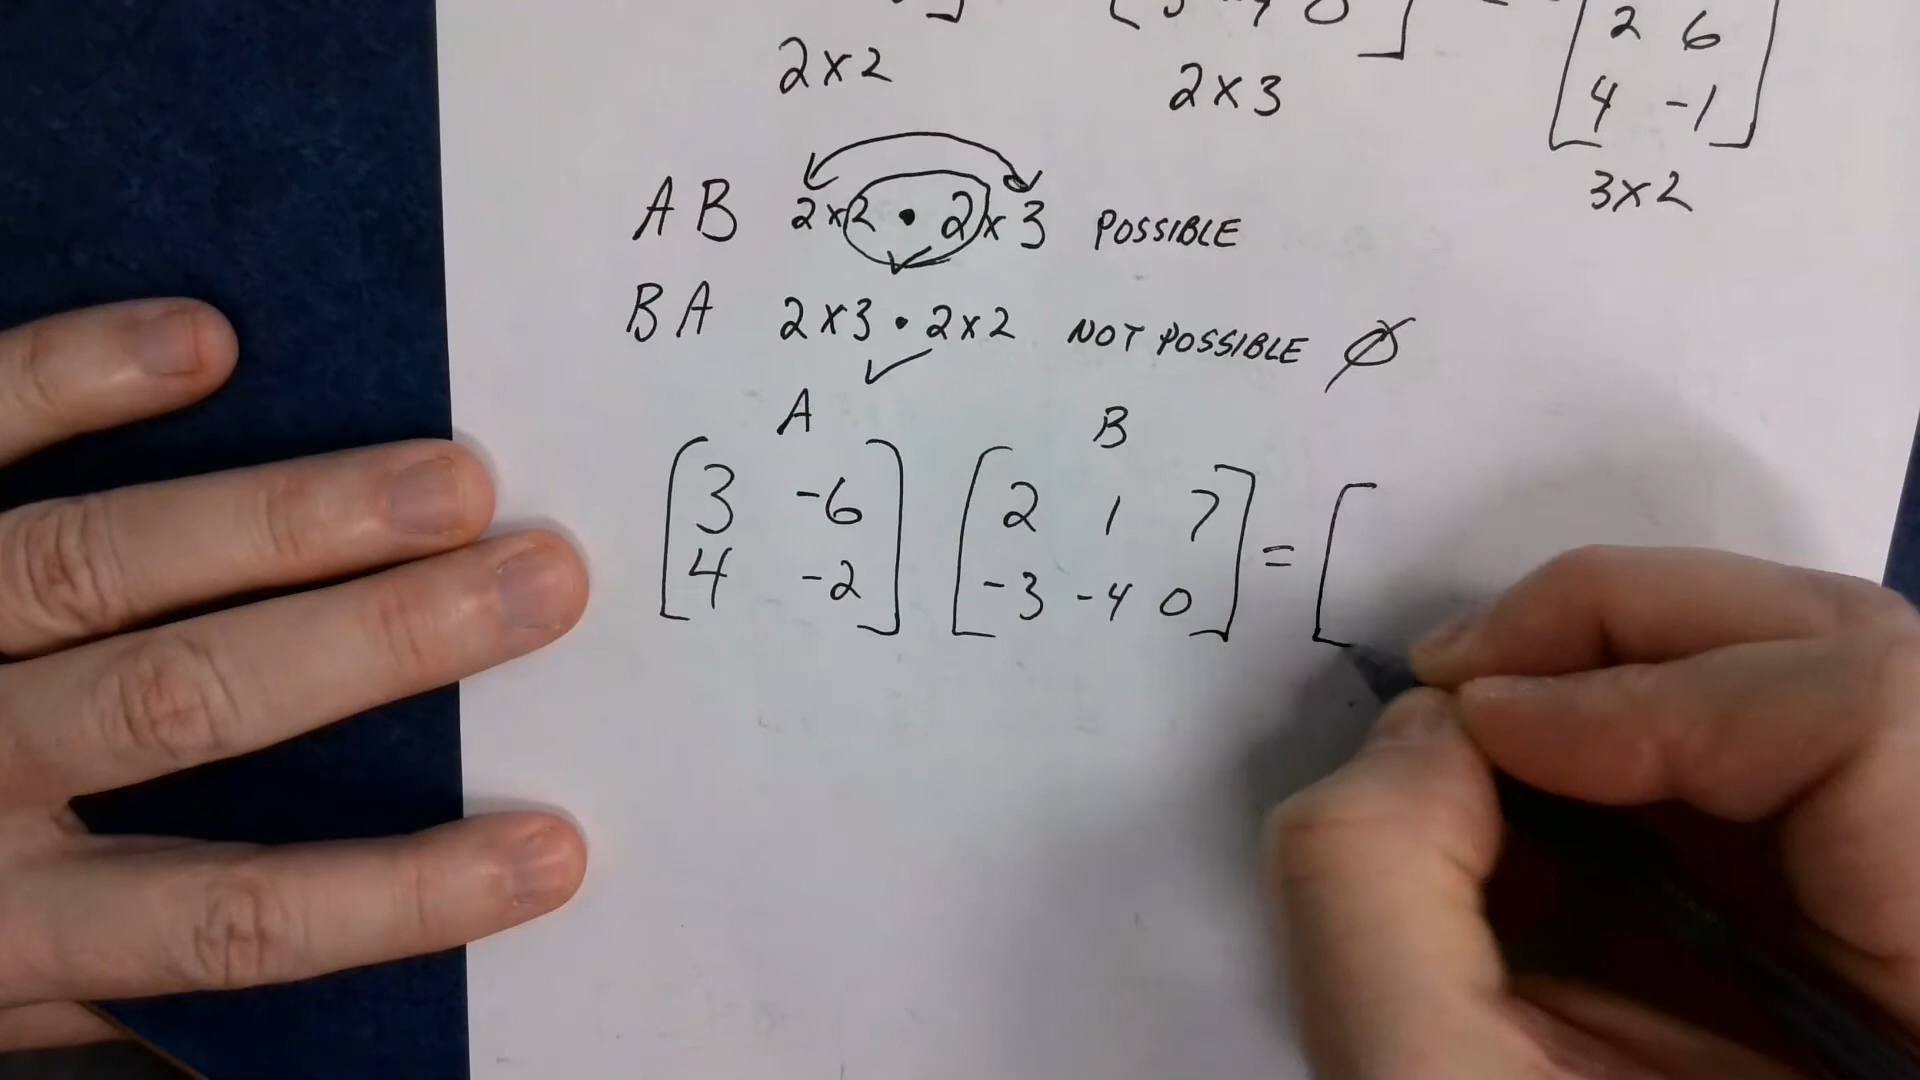 2 6
2x2 2x3 4 -1
3x2
AB 2x2 • 2x3 POSSIBLE
BA 2x3 • 2x2 NOT POSSIBLE ∅
A B
3 -6 2 1 7 =
4 -2 -3 -4 0